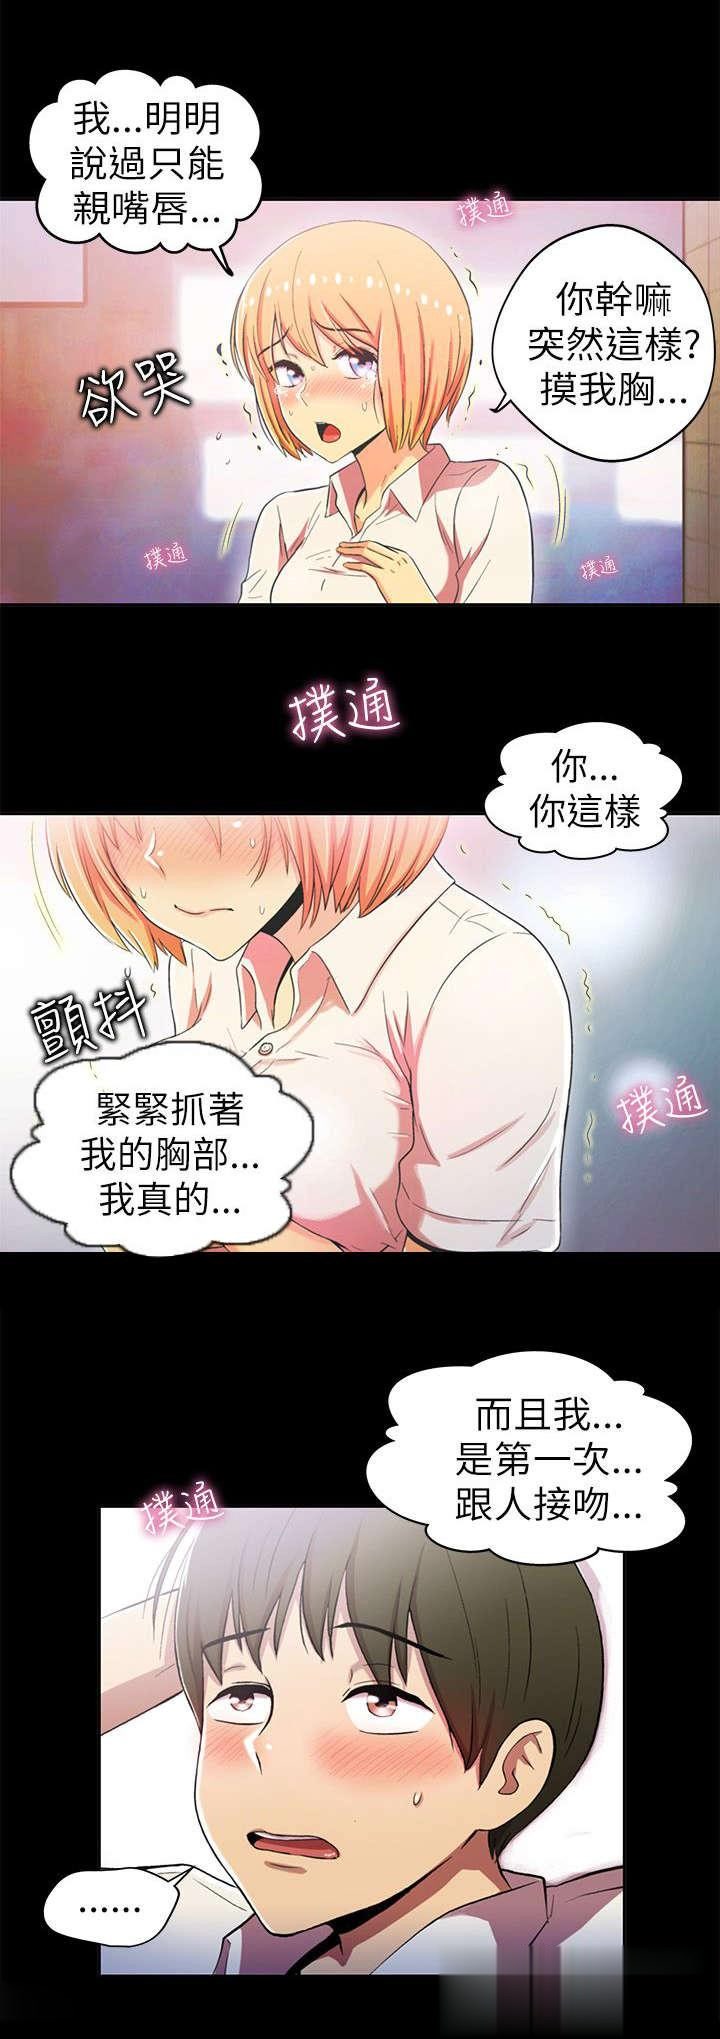 我...明明
說過只能
親嘴唇...
撲通
你幹嘛
突然這樣?
摸我胸...
欲哭
撲通
撲通
撲通
你...
你這樣
顫抖
緊緊抓著
我的胸部...
我真的...
撲通
而且我...
是第一次...
跟人接吻...
撲通
......